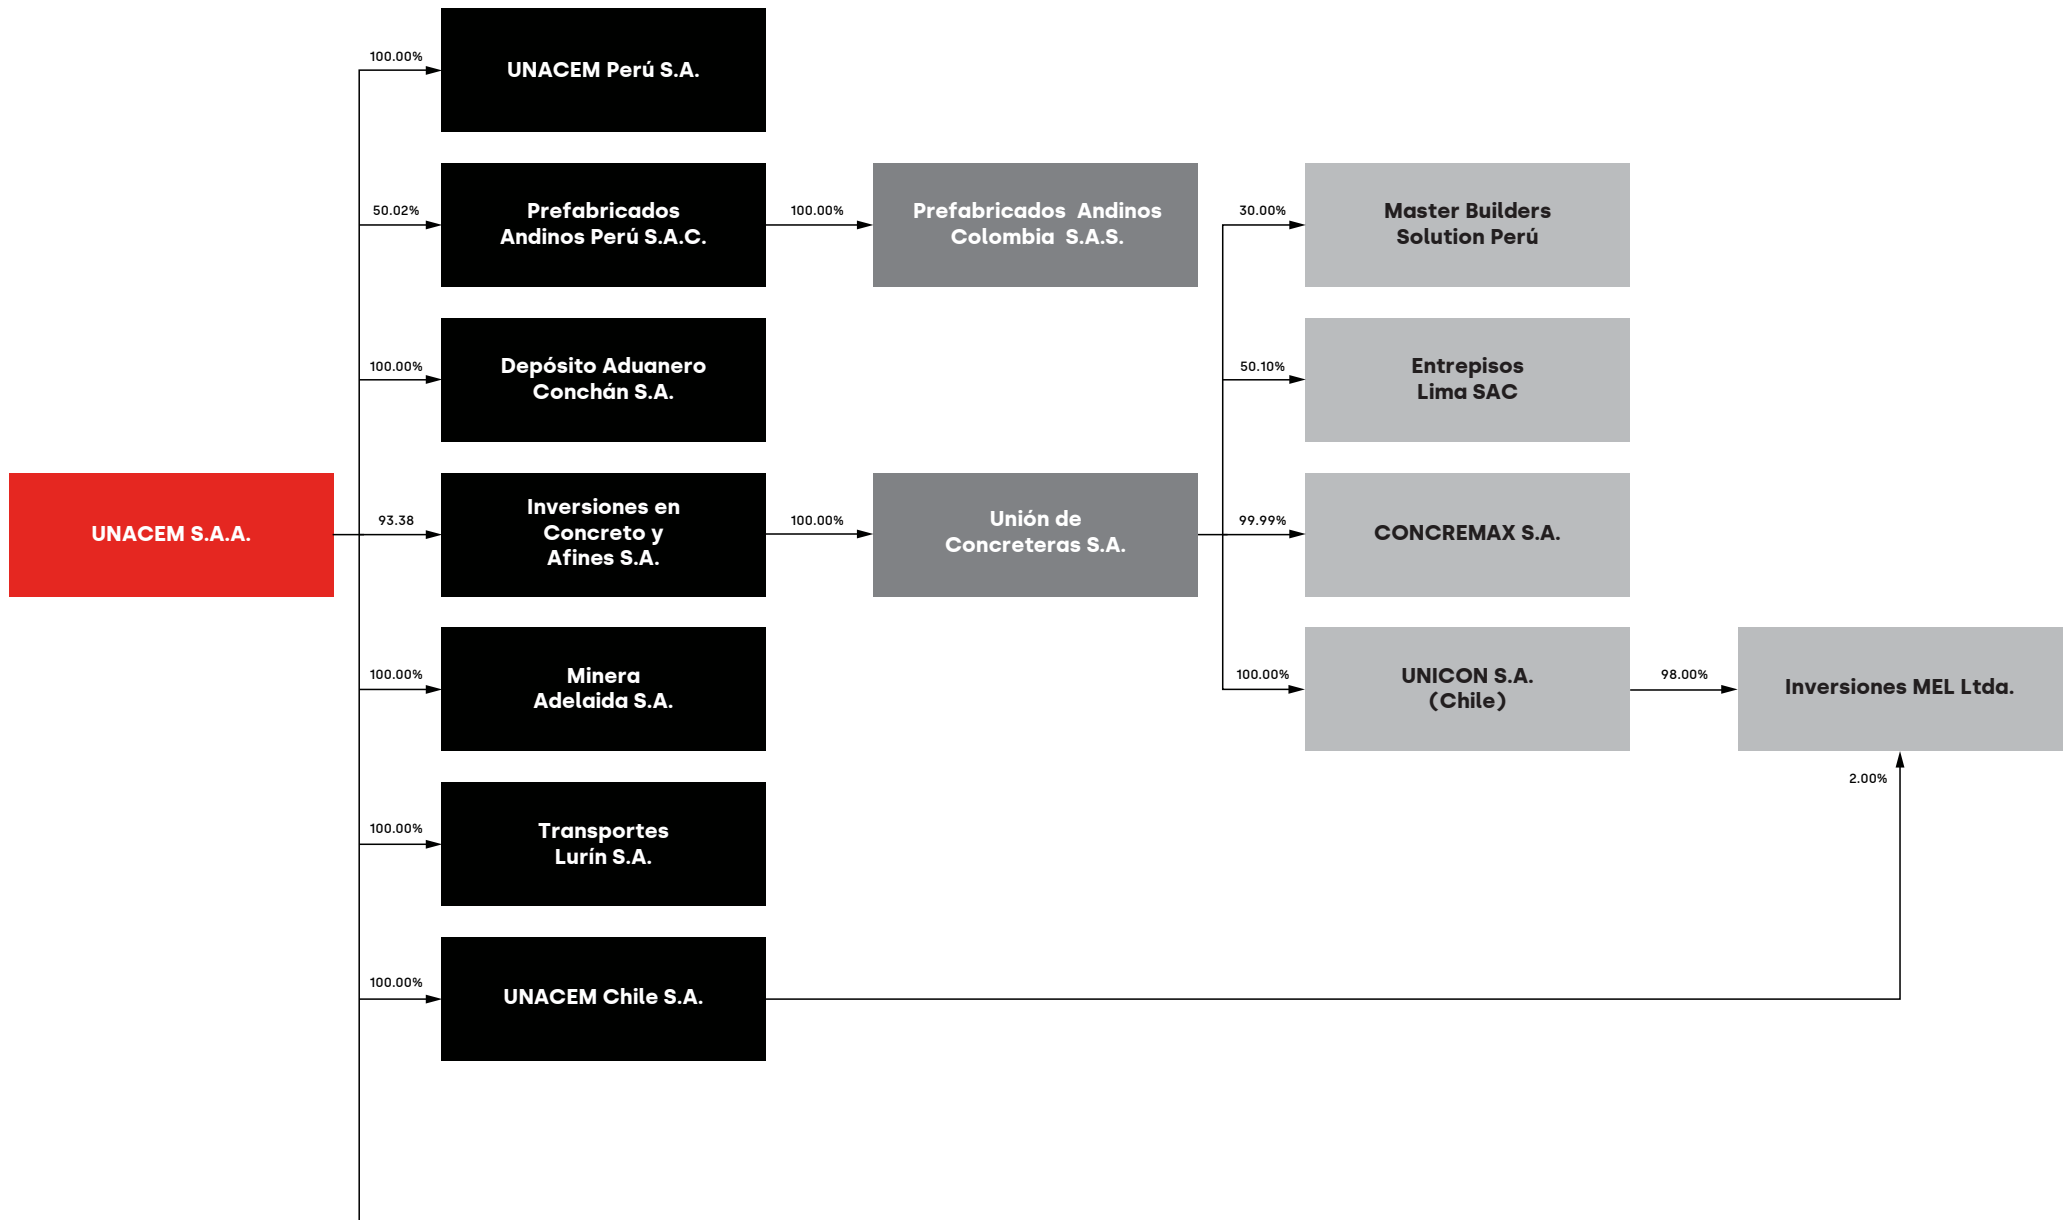 100.00%
UNACEM Perú S.A.
50.02%
Prefabricados
Andinos Perú S.A.C.
100.00%
Prefabricados  Andinos
Colombia  S.A.S.
30.00%
Master Builders
Solution Perú
100.00%
Depósito Aduanero
Conchán S.A.
50.10%
Entrepisos
Lima SAC
UNACEM S.A.A.
93.38
Inversiones en
Concreto y
Afines S.A.
100.00%
Unión de
Concreteras S.A.
99.99%
CONCREMAX S.A.
100.00%
Minera
Adelaida S.A.
100.00%
UNICON S.A.
(Chile)
98.00%
Inversiones MEL Ltda.
2.00%
100.00%
Transportes
Lurín S.A.
100.00%
UNACEM Chile S.A.